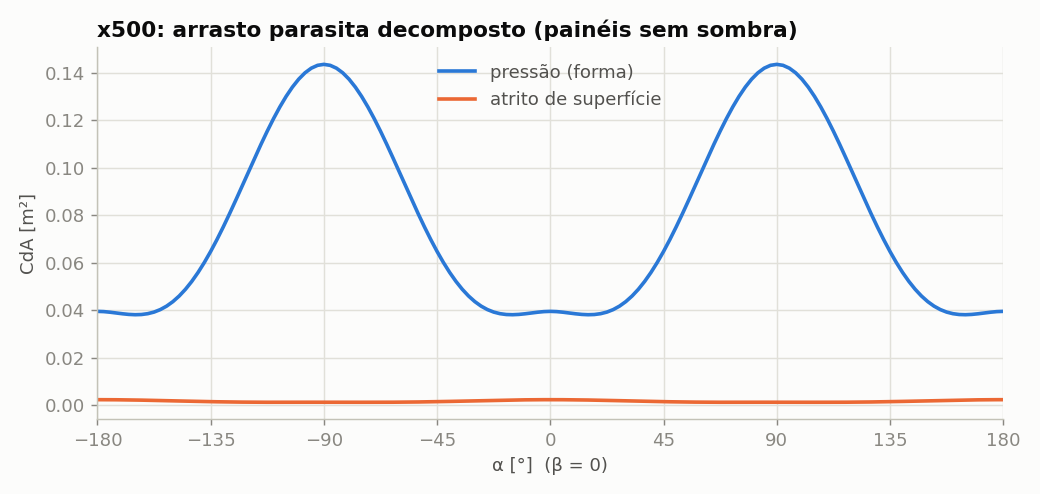 x500: arrasto parasita decomposto (painéis sem sombra)
pressão (forma)
atrito de superfície
CdA [m²]
0.14
0.12
0.10
0.08
0.06
0.04
0.02
0.00
−180 −135 −90 −45 0 45 90 135 180
α [°]  (β = 0)